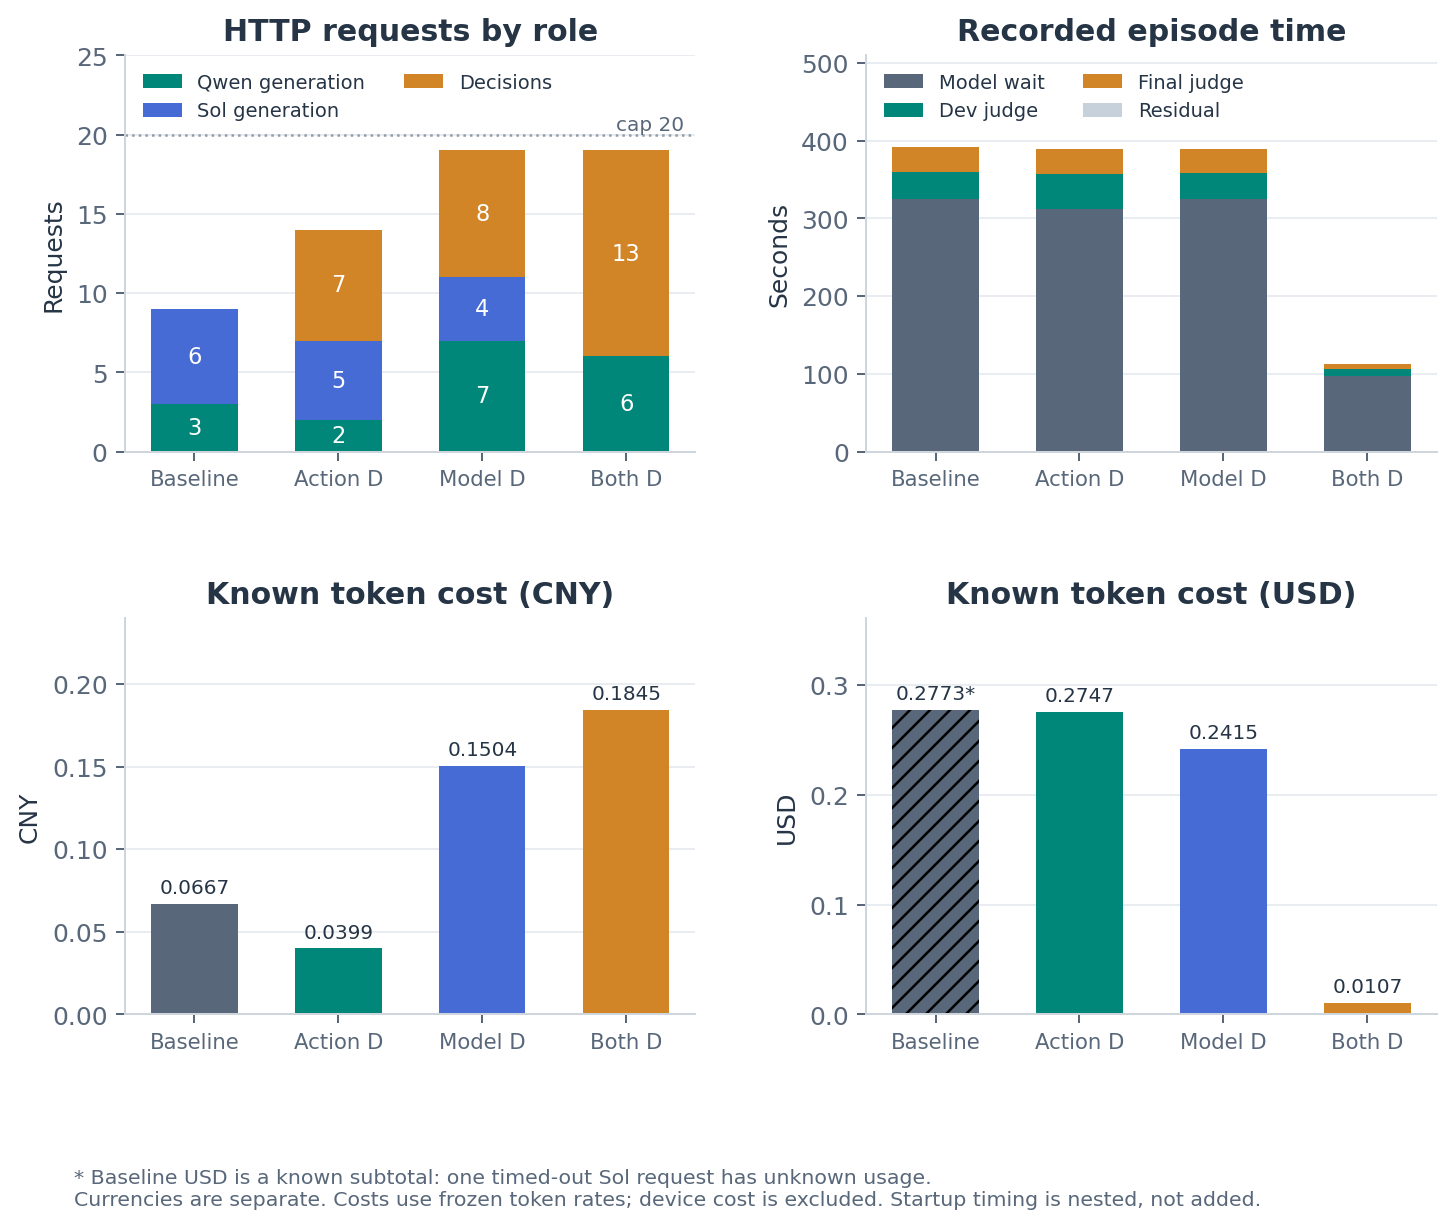 HTTP requests by role
25
20
15
10
5
0
Requests
Qwen generation
Sol generation
Decisions
cap 20
6
3
7
5
2
8
4
7
13
6
Baseline
Action D
Model D
Both D
Recorded episode time
500
400
300
200
100
0
Seconds
Model wait
Dev judge
Final judge
Residual
Baseline
Action D
Model D
Both D
Known token cost (CNY)
0.20
0.15
0.10
0.05
0.00
CNY
0.0667
0.0399
0.1504
0.1845
Baseline
Action D
Model D
Both D
Known token cost (USD)
0.3
0.2
0.1
0.0
USD
0.2773*
0.2747
0.2415
0.0107
Baseline
Action D
Model D
Both D
* Baseline USD is a known subtotal: one timed-out Sol request has unknown usage.
Currencies are separate. Costs use frozen token rates; device cost is excluded. Startup timing is nested, not added.